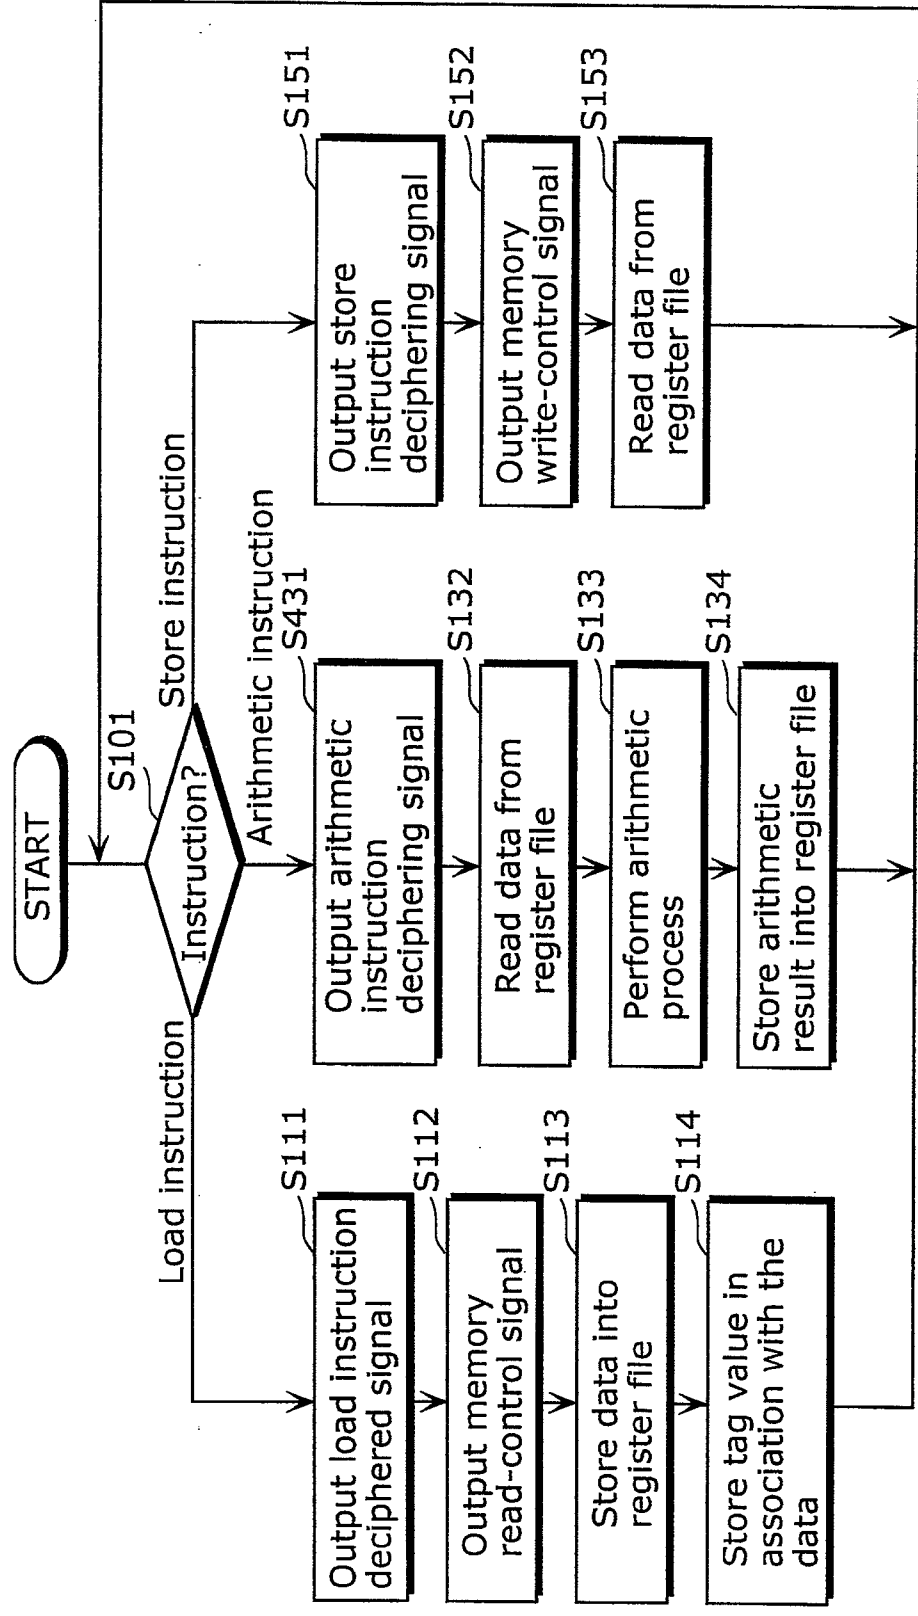 START
S101
Instruction?
Load instruction
Arithmetic instruction
Store instruction
S111
Output load instruction
deciphered signal
S112
Output memory
read-control signal
S113
Store data into
register file
S114
Store tag value in
association with the
data
S431
Output arithmetic
instruction
deciphering signal
S132
Read data from
register file
S133
Perform arithmetic
process
S134
Store arithmetic
result into register file
S151
Output store
instruction
deciphering signal
S152
Output memory
write-control signal
S153
Read data from
register file